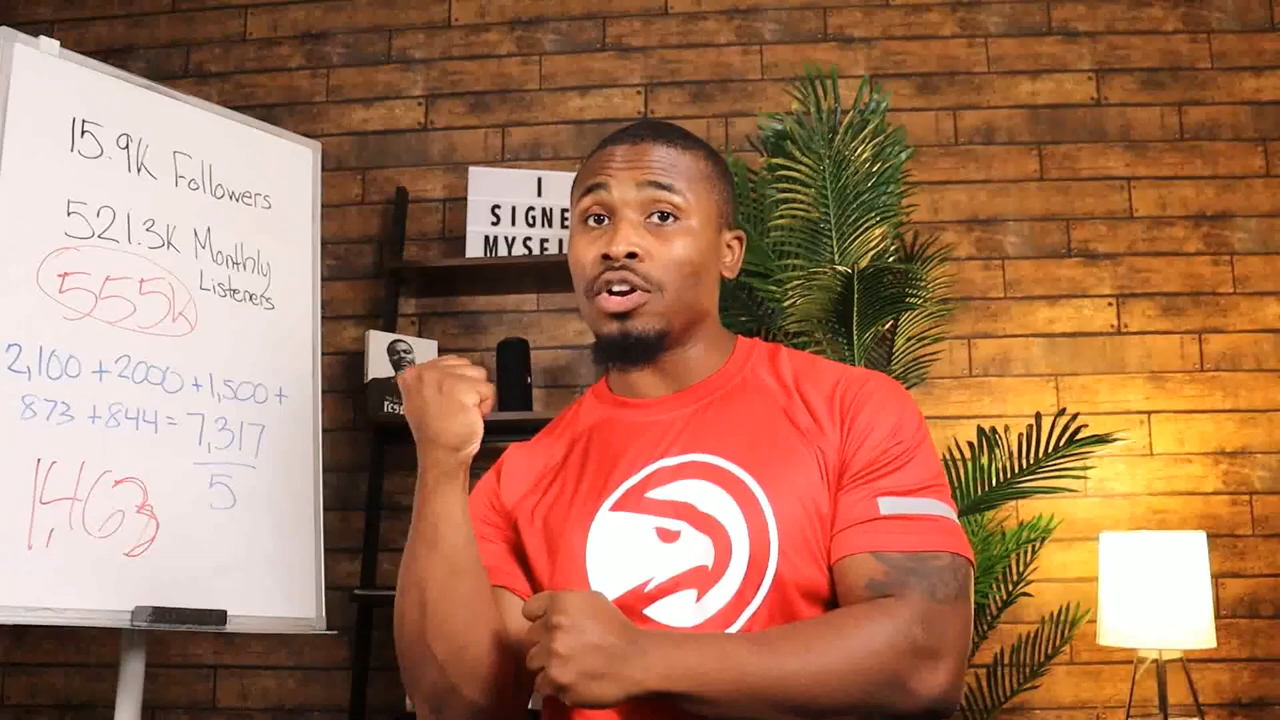 15.9K Followers
521.3K Monthly
Listeners
555K
2,100 + 2000 + 1,500 +
873 + 844 = 7,317
5
1,463
I
SIGNE
MYSEL